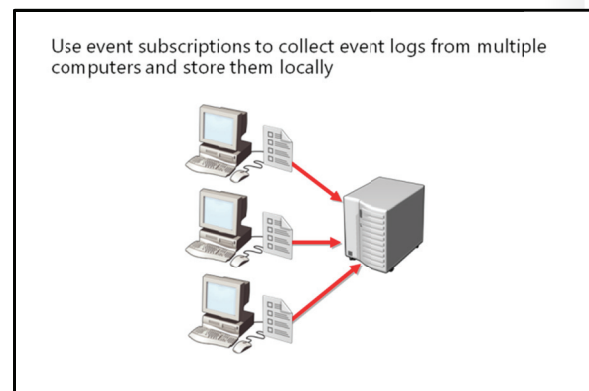 Use event subscriptions to collect event logs from multiple
computers and store them locally